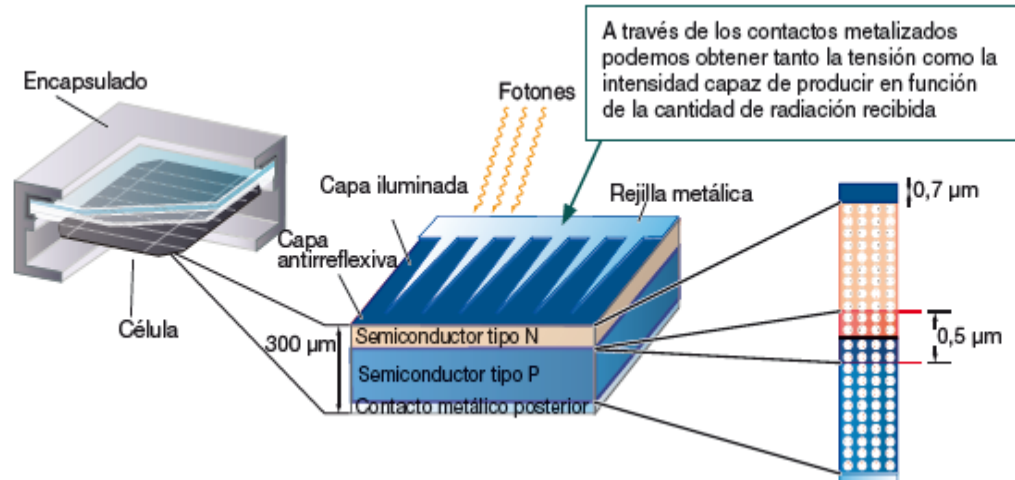 A través de los contactos metalizados
podemos obtener tanto la tensión como la
intensidad capaz de producir en función
de la cantidad de radiación recibida
Encapsulado
Fotones
Capa iluminada
Rejilla metálica
0,7 µm
Capa
antirreflexiva
Célula
300 µm
Semiconductor tipo N
0,5 µm
Semiconductor tipo P
Contacto metálico posterior